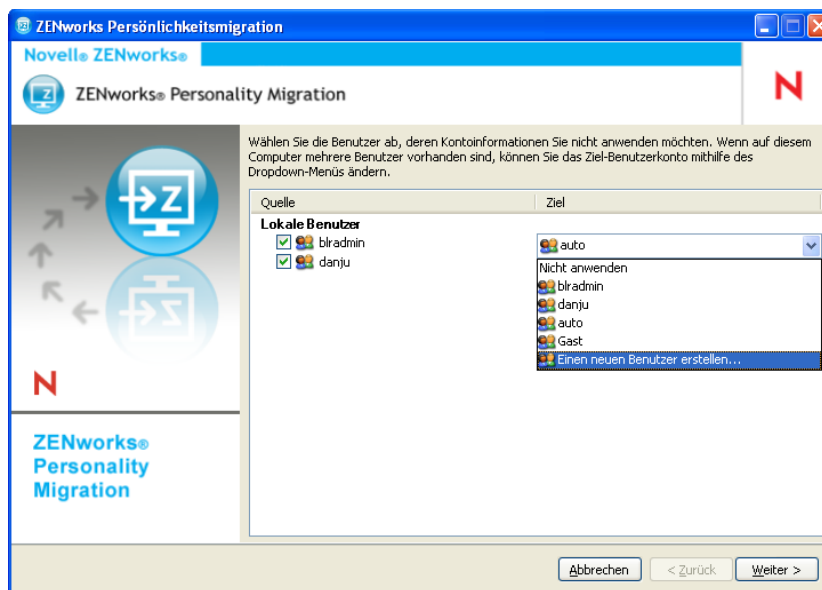 ZENworks Persönlichkeitsmigration
Novell® ZENworks®
ZENworks® Personality Migration
N
Wählen Sie die Benutzer ab, deren Kontoinformationen Sie nicht anwenden möchten. Wenn auf diesem
Computer mehrere Benutzer vorhanden sind, können Sie das Ziel-Benutzerkonto mithilfe des
Dropdown-Menüs ändern.
Quelle Ziel
Lokale Benutzer
blradmin auto
danju
Nicht anwenden
blradmin
danju
auto
Gast
Einen neuen Benutzer erstellen...
Z
N
ZENworks®
Personality
Migration
Abbrechen < Zurück Weiter >